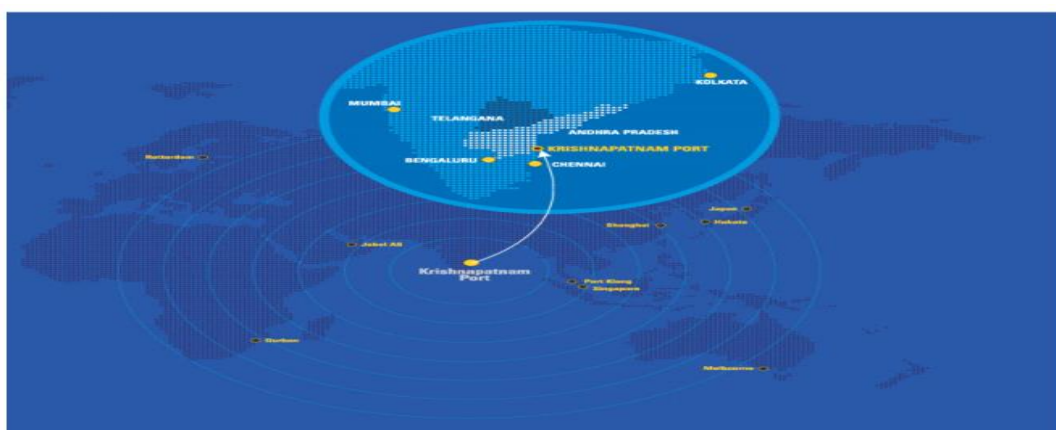 KOLKATA
MUMBAI
TELANGANA
ANDHRA PRADESH
KRISHNAPATNAM PORT
BENGALURU
CHENNAI
Rotterdam
Japan
Hakata
Shanghai
Jebel Ali
Krishnapatnam
Port
Port Klang
Singapore
Durban
Melbourne